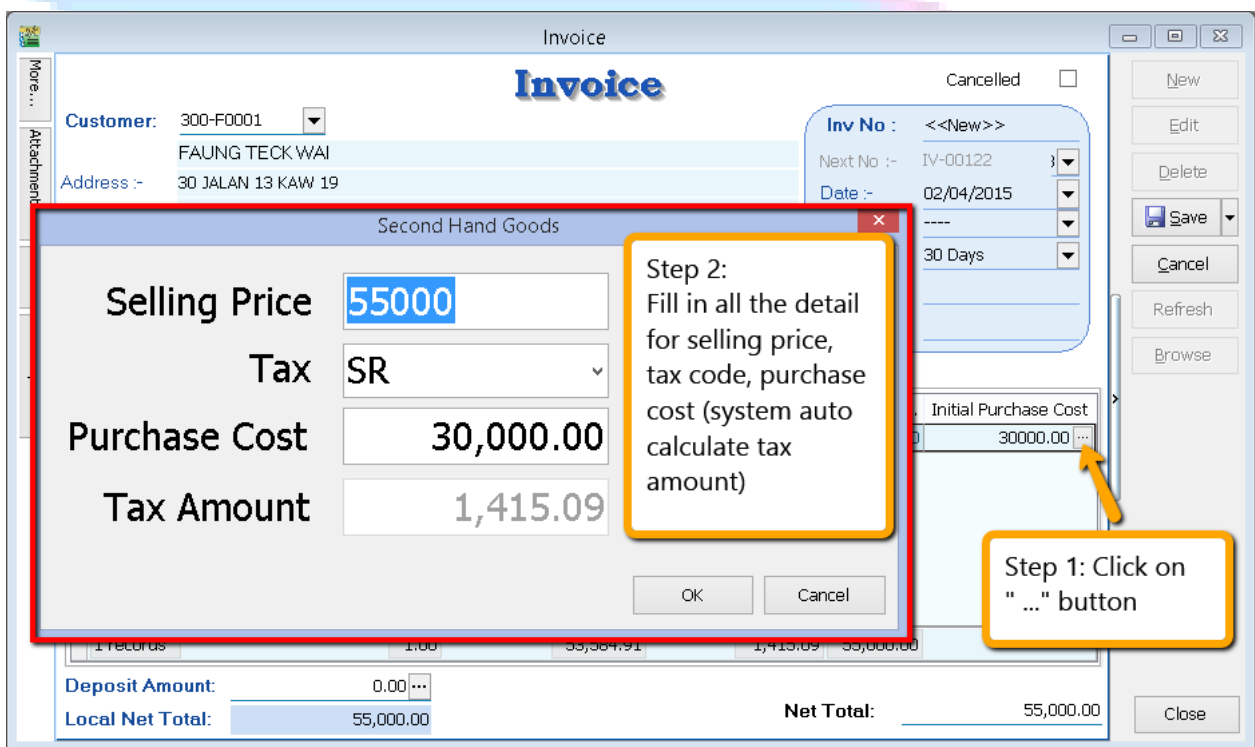 Invoice
More...
Attachment
Invoice
Cancelled
New
Customer: 300-F0001
Inv No : <<New>>
Edit
FAUNG TECK WAI
Next No :- IV-00122
Address :- 30 JALAN 13 KAW 19
Delete
Date :- 02/04/2015
Second Hand Goods
----
Save
30 Days
Cancel
Selling Price 55000
Refresh
Tax SR
Browse
Purchase Cost 30,000.00
Tax Amount 1,415.09
OK Cancel
Step 2:
Fill in all the detail
for selling price,
tax code, purchase
cost (system auto
calculate tax
amount)
Initial Purchase Cost
30000.00 ...
Step 1: Click on
" ..." button
1 records 1.00 53,584.91 1,415.09 55,000.00
Deposit Amount: 0.00 ...
Local Net Total: 55,000.00
Net Total: 55,000.00
Close